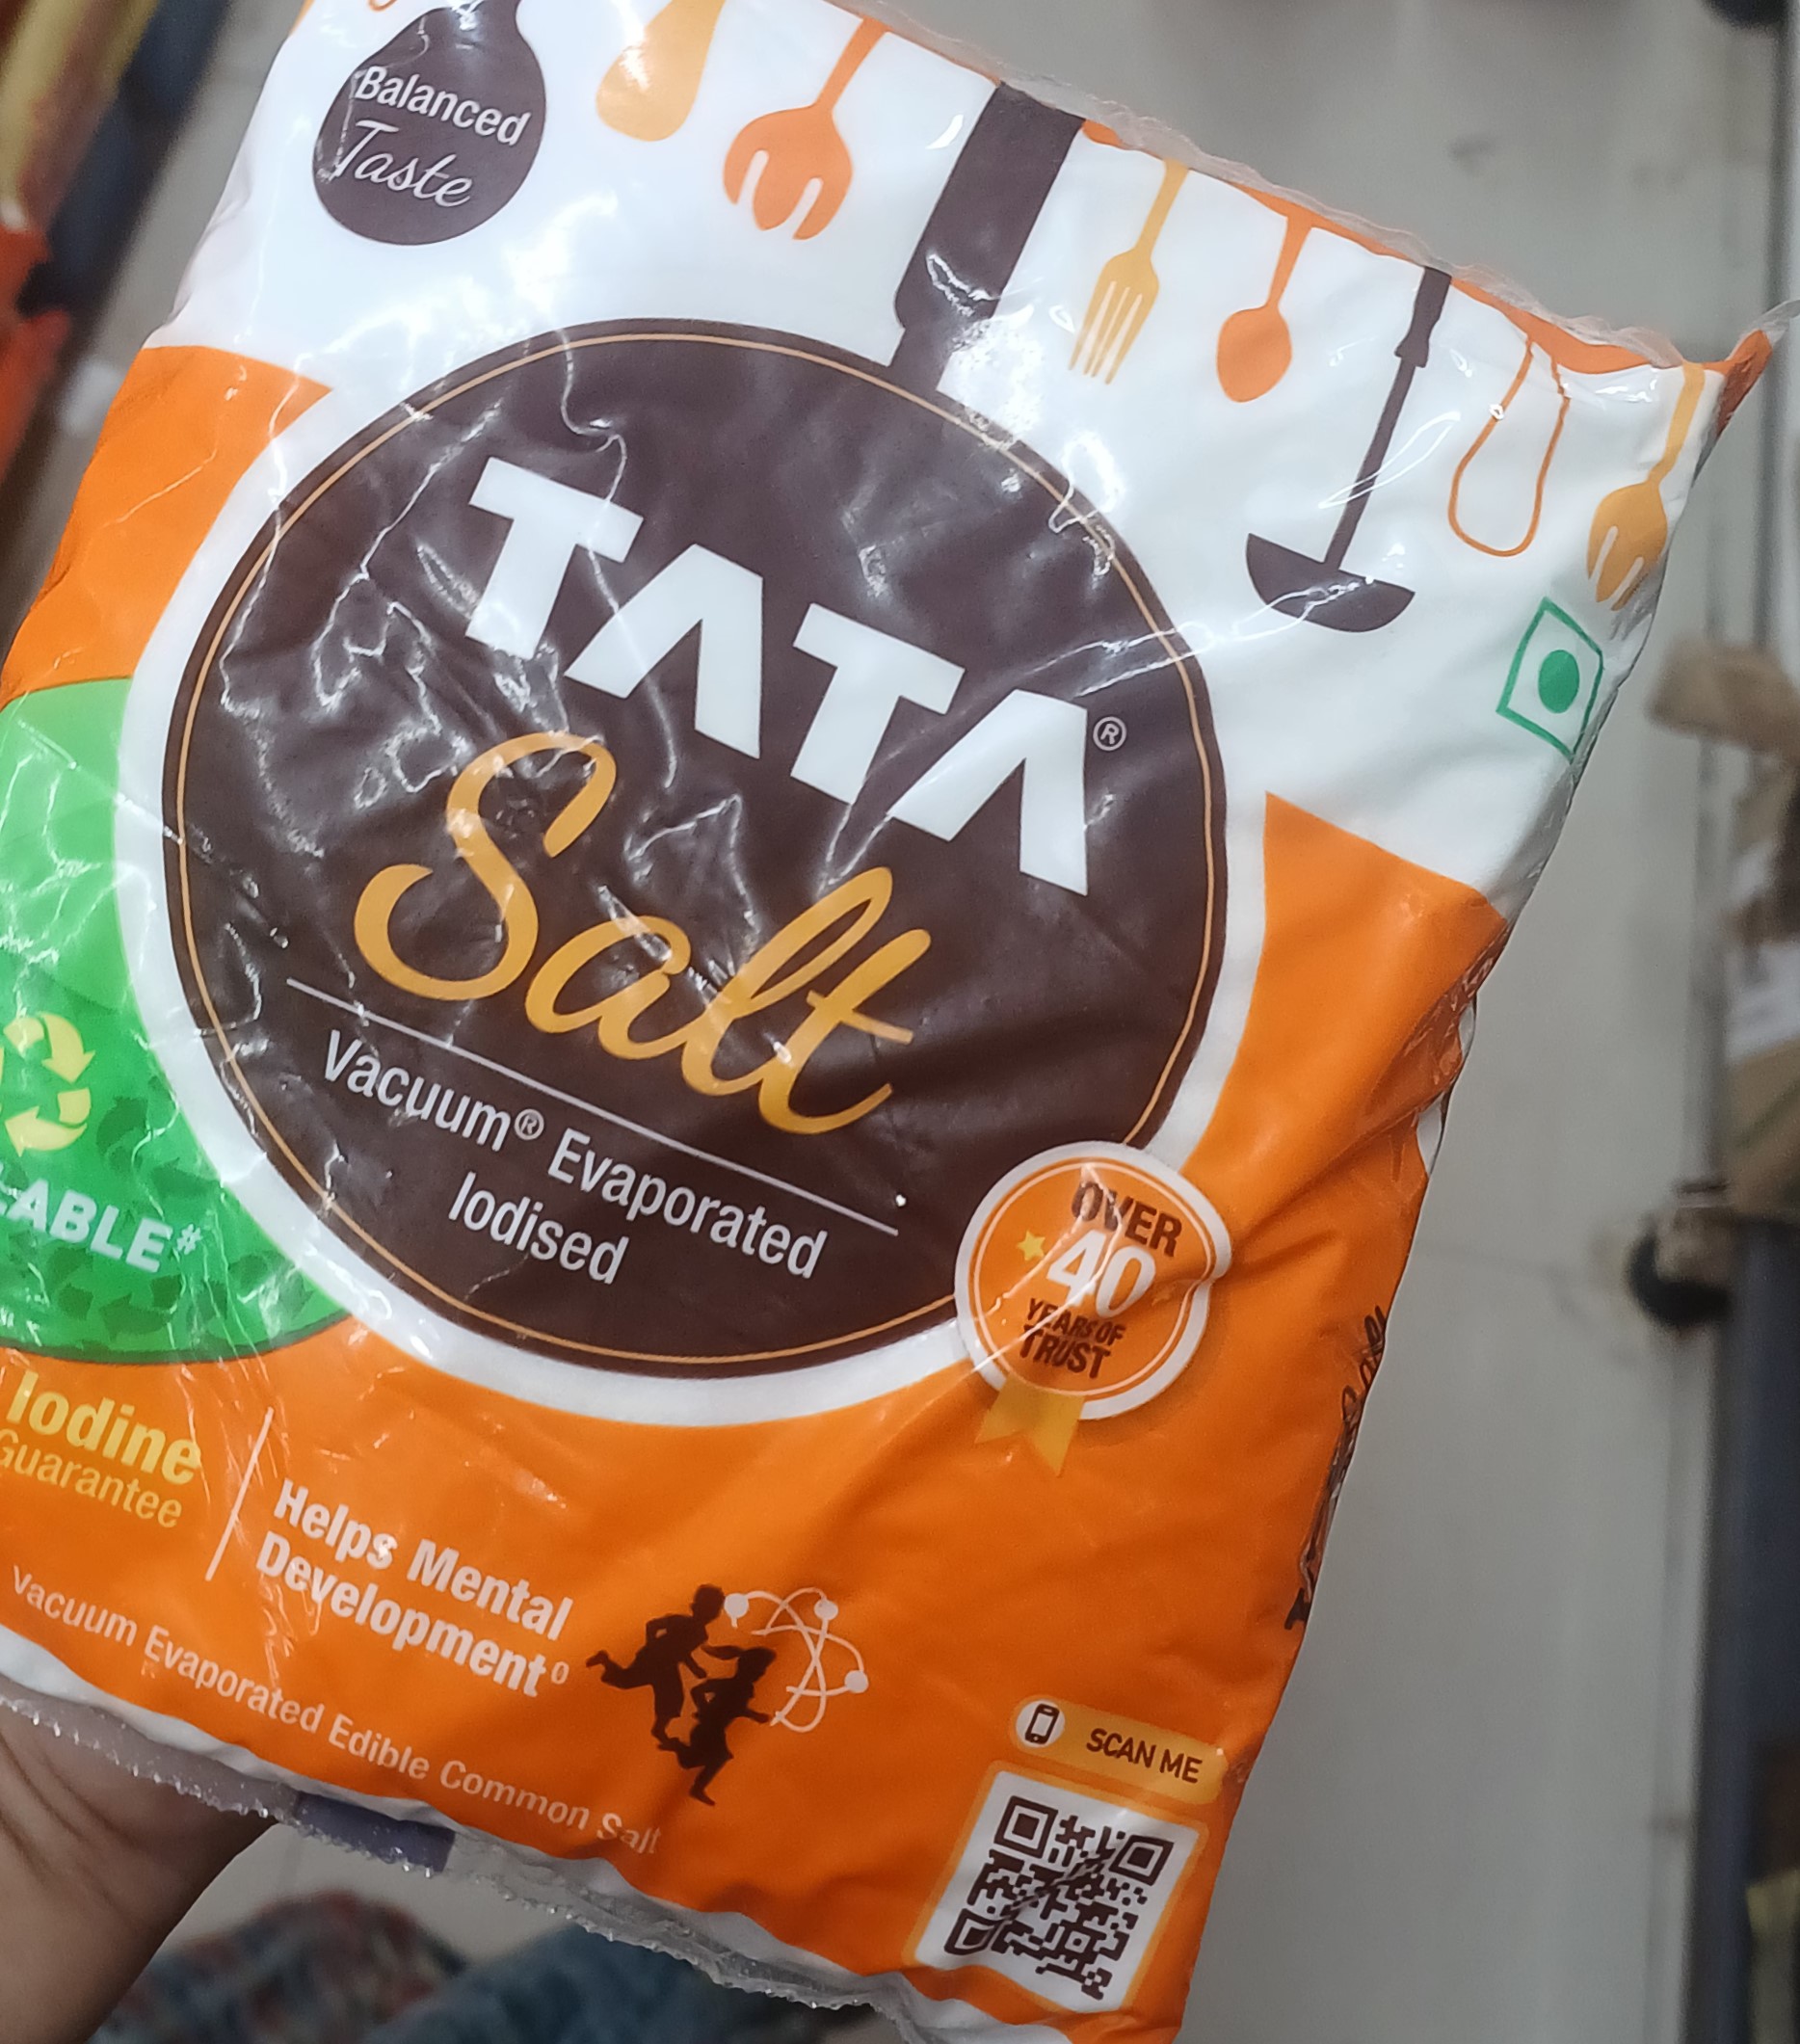 Balanced
Taste
TATA®
Salt
Vacuum® Evaporated
Iodised
LABLE#
OVER
40
YEARS OF
TRUST
Iodine
Guarantee
Helps Mental
Development⁰
Vacuum Evaporated Edible Common Salt
SCAN ME